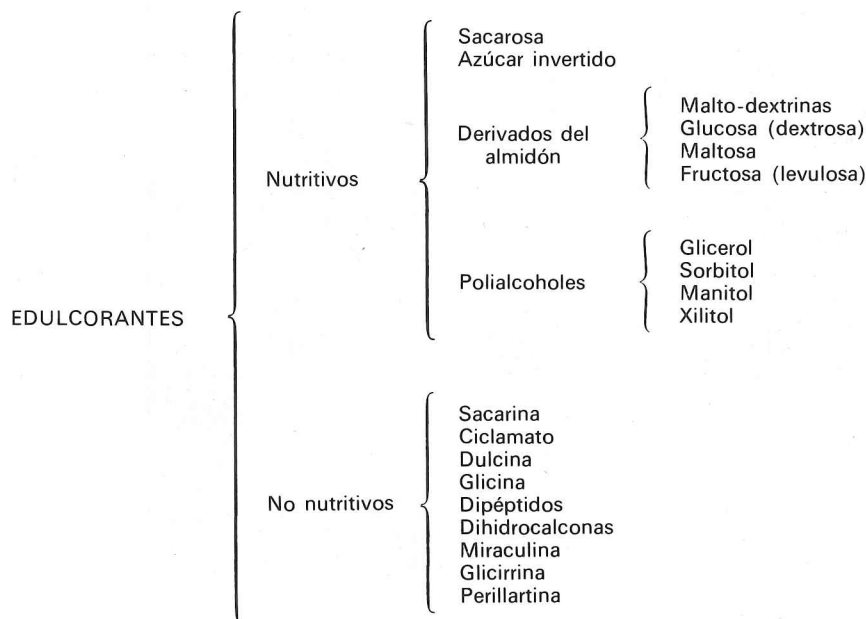 EDULCORANTES
Nutritivos
Sacarosa
Azúcar invertido
Derivados del
almidón
Malto-dextrinas
Glucosa (dextrosa)
Maltosa
Fructosa (levulosa)
Polialcoholes
Glicerol
Sorbitol
Manitol
Xilitol
No nutritivos
Sacarina
Ciclamato
Dulcina
Glicina
Dipéptidos
Dihidrocalconas
Miraculina
Glicirrina
Perillartina